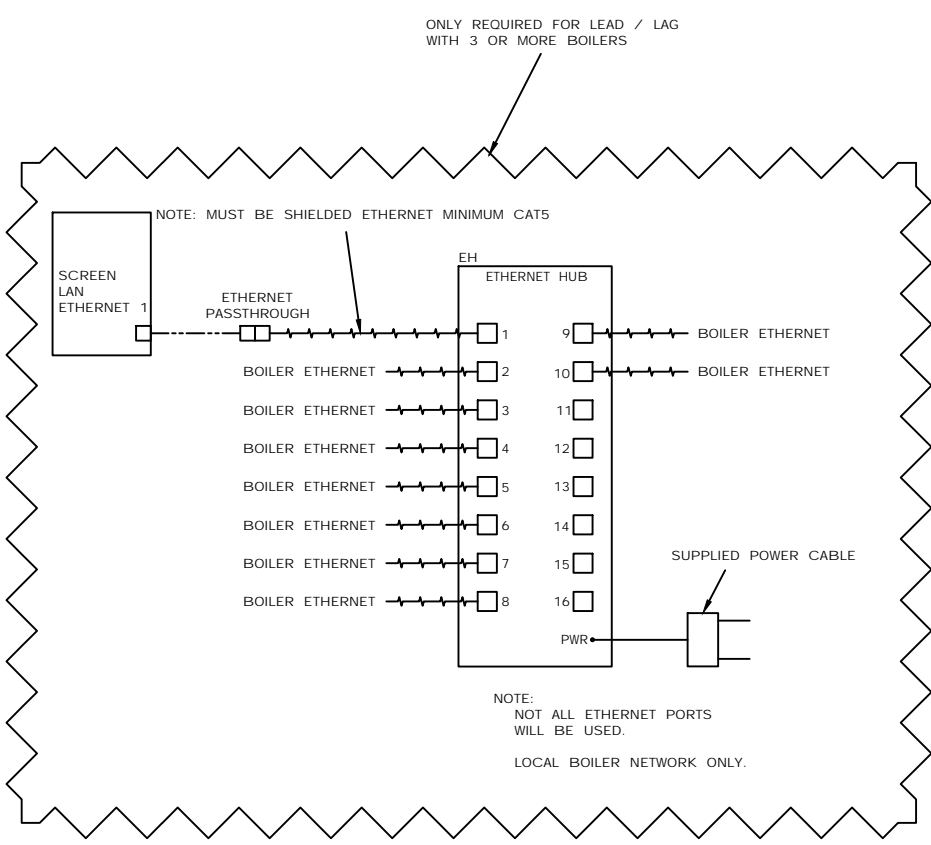 ONLY REQUIRED FOR LEAD / LAG
WITH 3 OR MORE BOILERS
NOTE: MUST BE SHIELDED ETHERNET MINIMUM CAT5
SCREEN
LAN
ETHERNET 1
ETHERNET
PASSTHROUGH
EH
ETHERNET HUB
1
9
BOILER ETHERNET
BOILER ETHERNET
2
10
BOILER ETHERNET
BOILER ETHERNET
3
11
BOILER ETHERNET
4
12
BOILER ETHERNET
5
13
BOILER ETHERNET
6
14
BOILER ETHERNET
7
15
BOILER ETHERNET
8
16
PWR
SUPPLIED POWER CABLE
NOTE:
NOT ALL ETHERNET PORTS
WILL BE USED.
LOCAL BOILER NETWORK ONLY.